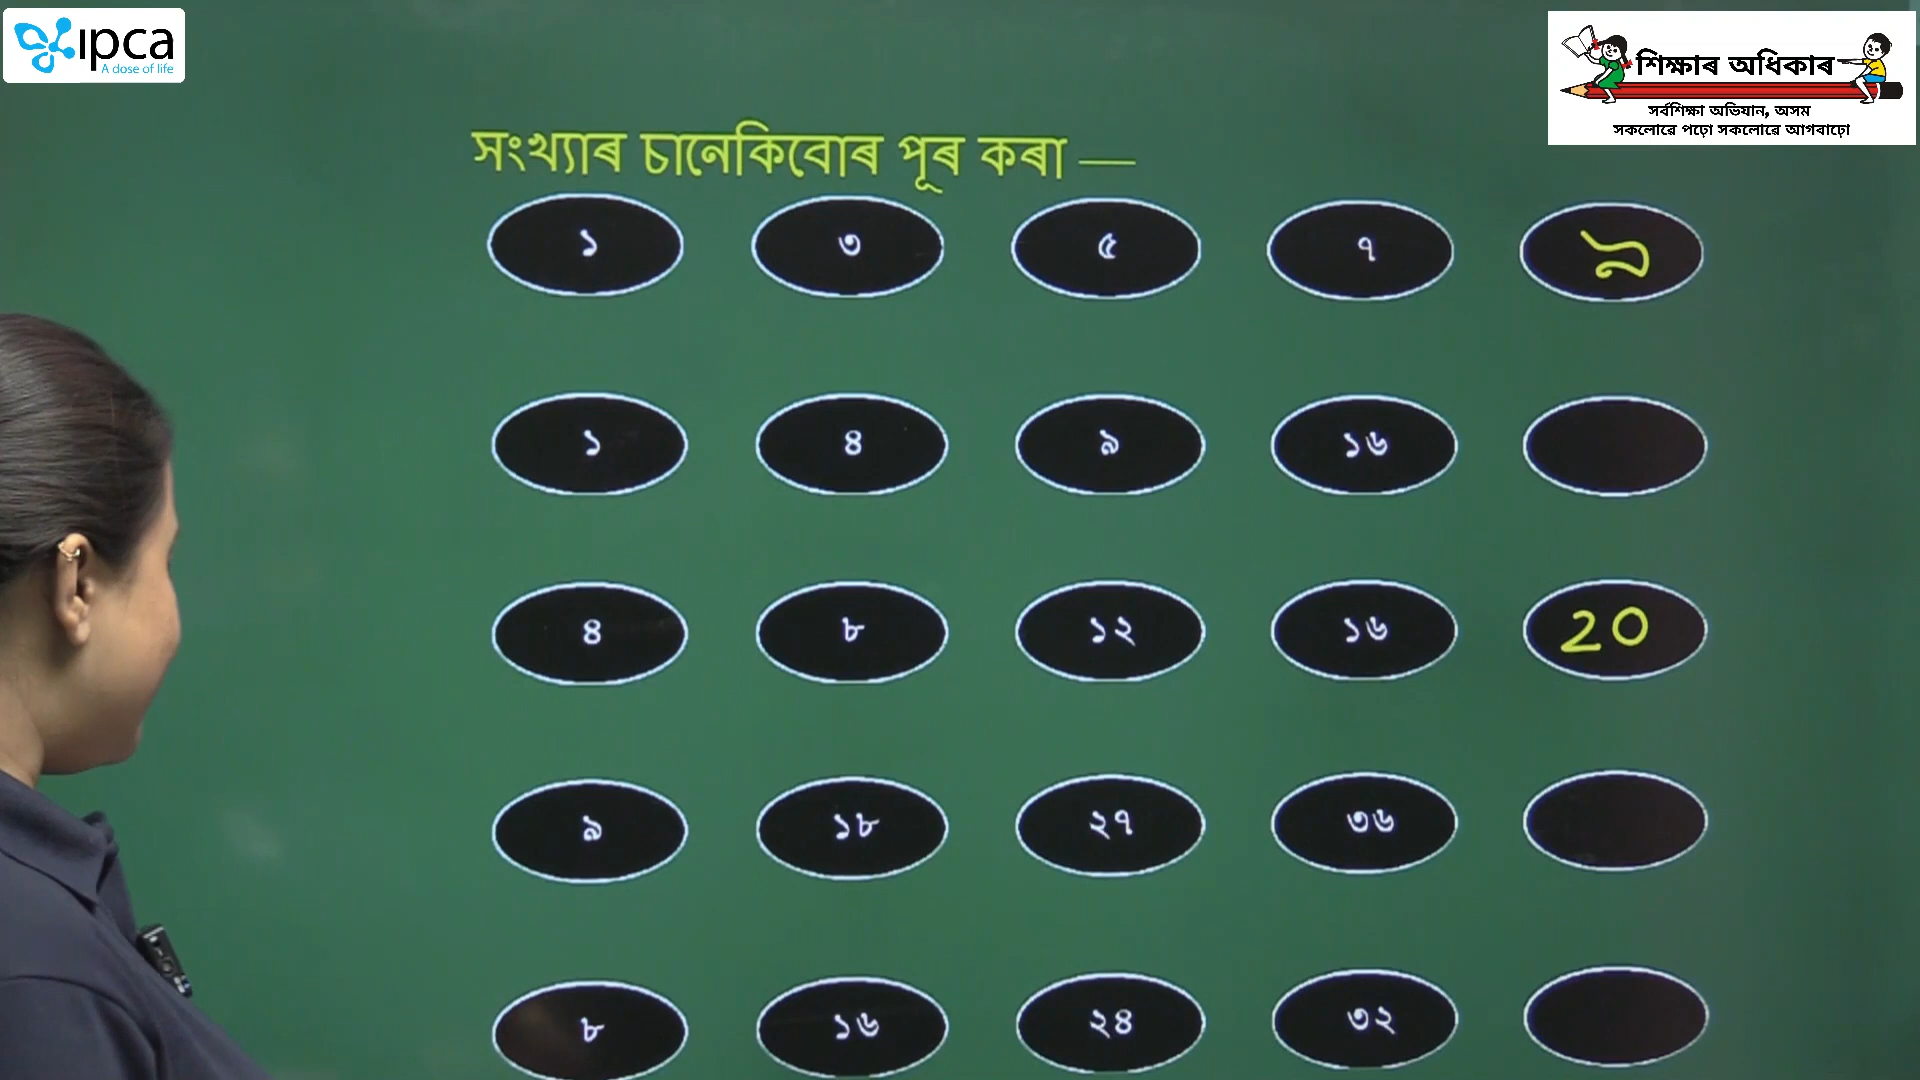 ipca
A dose of life
শিক্ষাৰ অধিকাৰ
সৰ্বশিক্ষা অভিযান, অসম
সকলোৱে পঢ়ো সকলোৱে আগবাঢ়ো
সংখ্যাৰ চানেকিবোৰ পূৰ কৰা —
১ ৩ ৫ ৭ ৯
১ ৪ ৯ ১৬
৪ ৮ ১২ ১৬ 20
৯ ১৮ ২৭ ৩৬
৮ ১৬ ২৪ ৩২